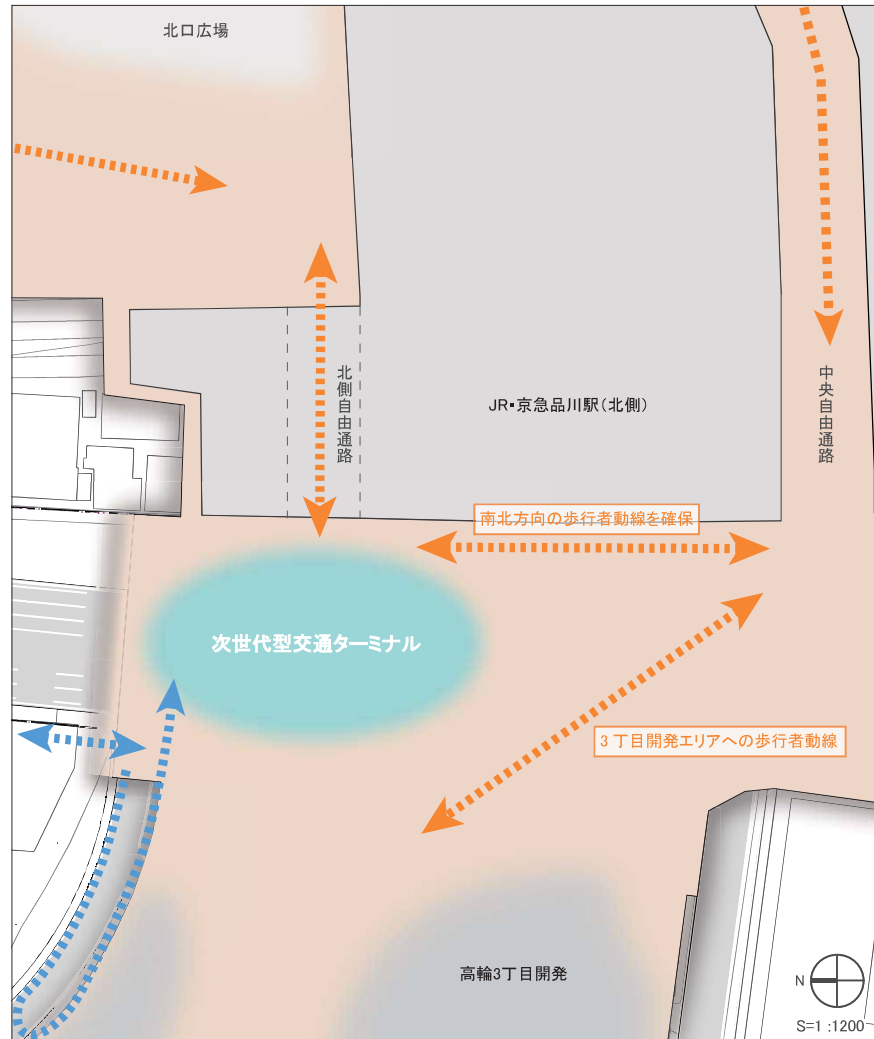 北口広場
北側自由通路
JR・京急品川駅（北側）
中央自由通路
南北方向の歩行者動線を確保
次世代型交通ターミナル
3丁目開発エリアへの歩行者動線
高輪3丁目開発
N
S=1:1200